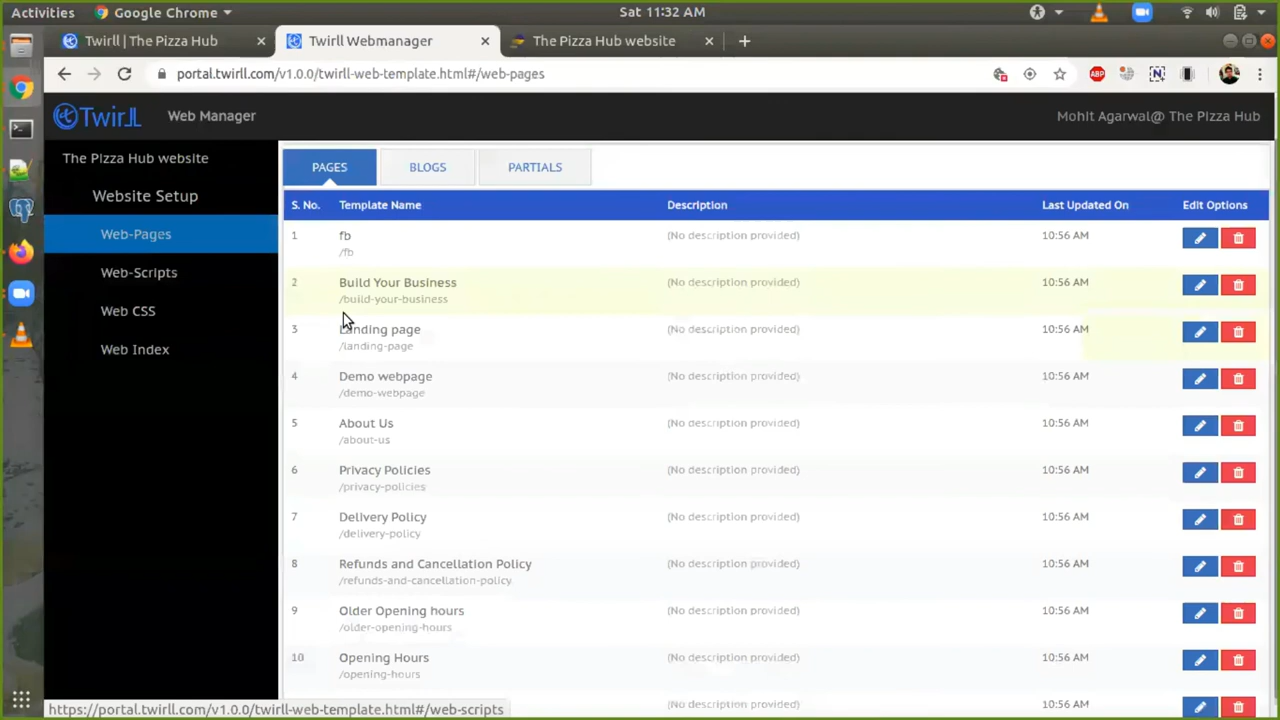 Activities Google Chrome Sat 11:32 AM
Twirll | The Pizza Hub Twirll Webmanager The Pizza Hub website
portal.twirll.com/v1.0.0/twirll-web-template.html#/web-pages ABP N
Twirll Web Manager Mohit Agarwal@ The Pizza Hub
The Pizza Hub website
Website Setup
Web-Pages
Web-Scripts
Web CSS
Web Index
PAGES BLOGS PARTIALS
S. No. Template Name Description Last Updated On Edit Options
1 fb (No description provided) 10:56 AM
/fb
2 Build Your Business (No description provided) 10:56 AM
/build-your-business
3 Landing page (No description provided) 10:56 AM
/landing-page
4 Demo webpage (No description provided) 10:56 AM
/demo-webpage
5 About Us (No description provided) 10:56 AM
/about-us
6 Privacy Policies (No description provided) 10:56 AM
/privacy-policies
7 Delivery Policy (No description provided) 10:56 AM
/delivery-policy
8 Refunds and Cancellation Policy (No description provided) 10:56 AM
/refunds-and-cancellation-policy
9 Older Opening hours (No description provided) 10:56 AM
/older-opening-hours
10 Opening Hours (No description provided) 10:56 AM
/opening-hours
(No description provided) 10:56 AM
https://portal.twirll.com/v1.0.0/twirll-web-template.html#/web-scripts